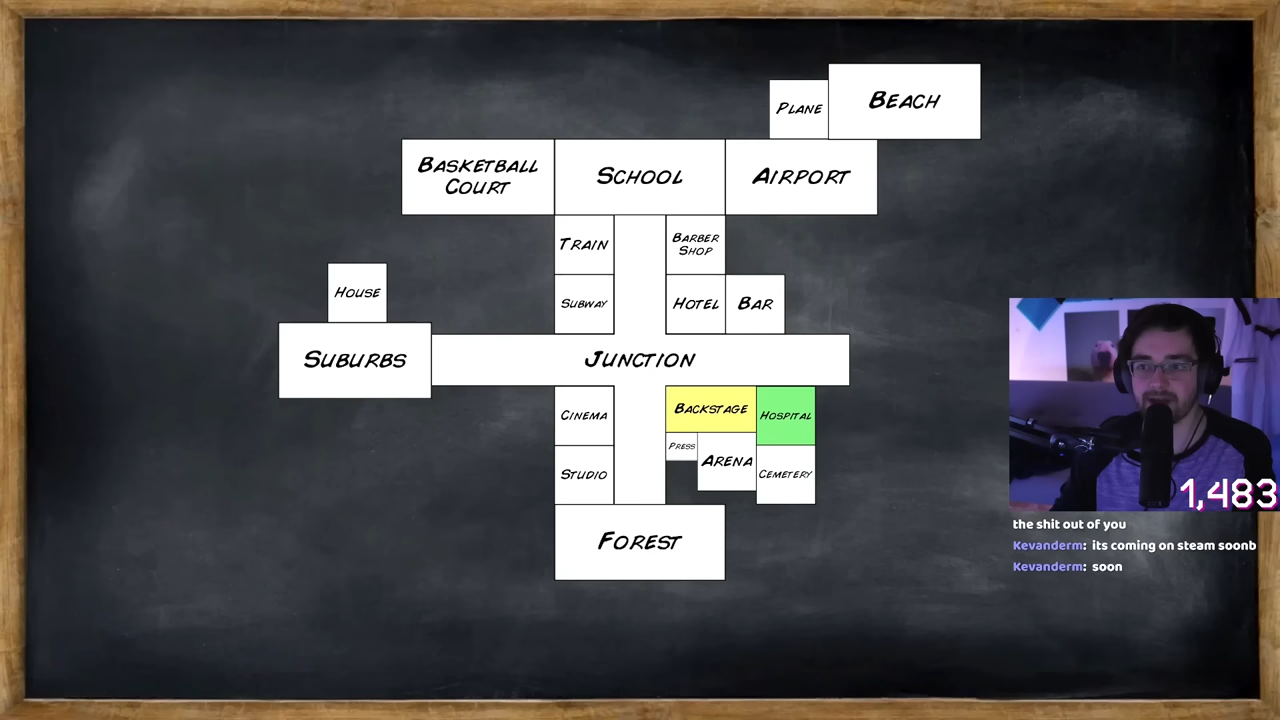 Plane
Beach
Basketball
Court
School
Airport
Train
Barber
Shop
House
Subway
Hotel
Bar
Suburbs
Junction
Cinema
Backstage
Hospital
Press
Arena
Studio
Cemetery
Forest
1,483
the shit out of you
Kevanderm: its coming on steam soonb
Kevanderm: soon